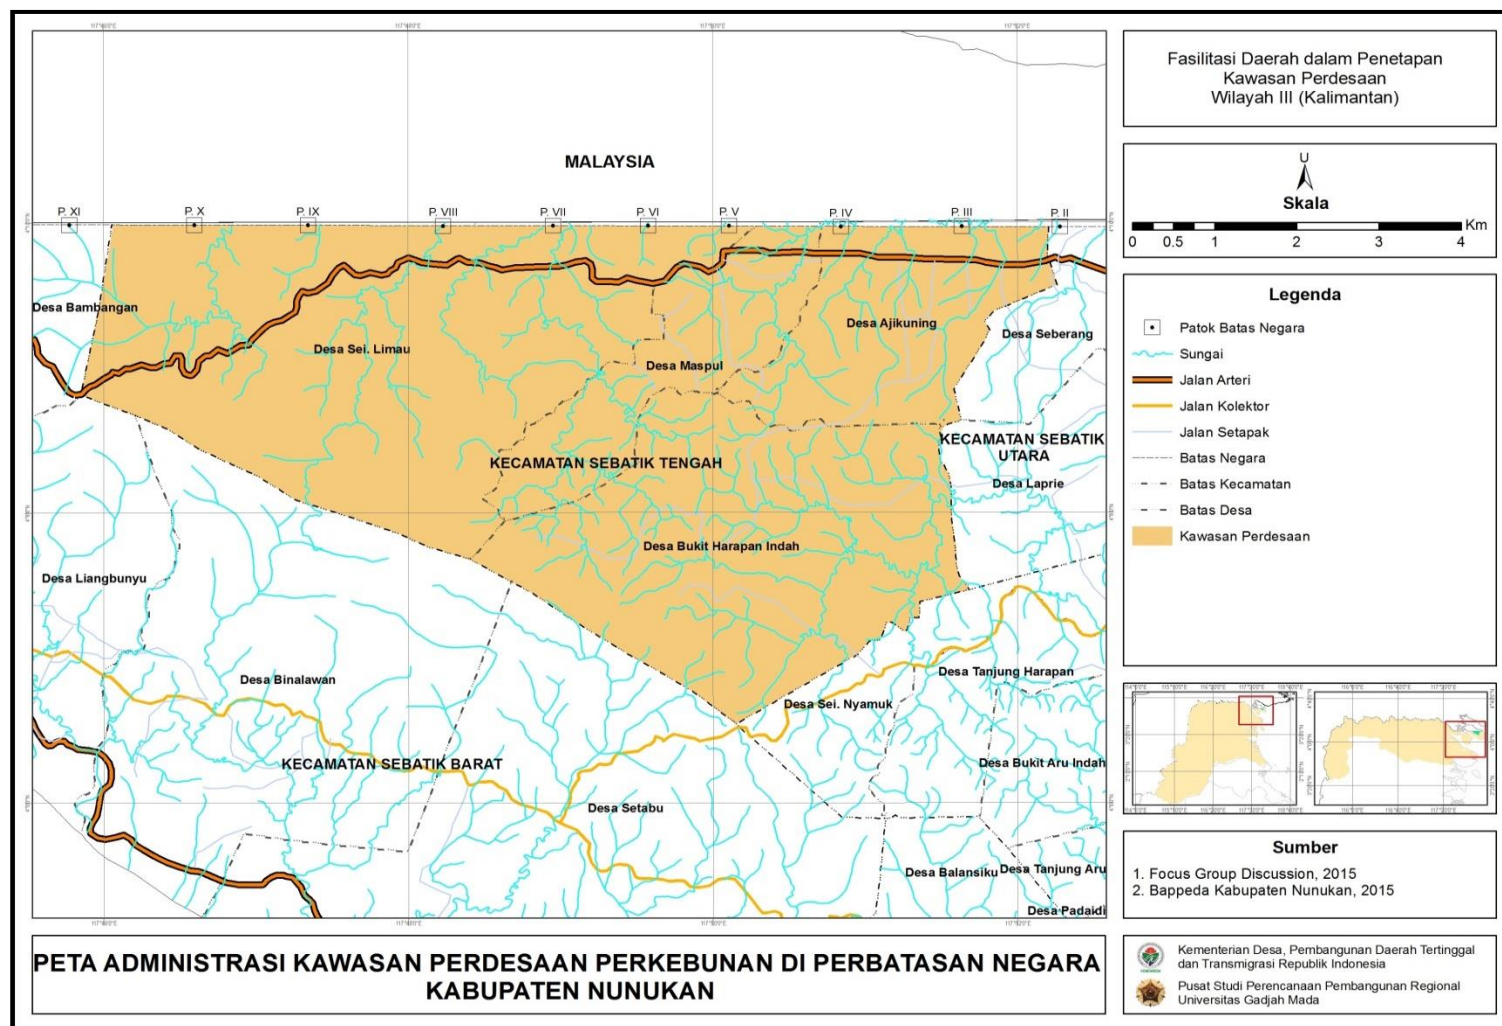 MALAYSIA
P. XI
P. X
P. IX
P. VIII
P. VII
P. VI
P. V
P. IV
P. III
P. II
Desa Bambangan
Desa Sei. Limau
Desa Ajikuning
Desa Seberang
Desa Maspul
KECAMATAN SEBATIK
UTARA
KECAMATAN SEBATIK TENGAH
Desa Laprie
Desa Bukit Harapan Indah
Desa Liangbunyu
Desa Binalawan
Desa Tanjung Harapan
Desa Sei. Nyamuk
KECAMATAN SEBATIK BARAT
Desa Bukit Aru Indah
Desa Setabu
Desa Balansiku
Desa Tanjung Aru
Desa Padaidi
PETA ADMINISTRASI KAWASAN PERDESAAN PERKEBUNAN DI PERBATASAN NEGARA
KABUPATEN NUNUKAN
Fasilitasi Daerah dalam Penetapan
Kawasan Perdesaan
Wilayah III (Kalimantan)
U
Skala
Km
0 0.5 1 2 3 4
Legenda
Patok Batas Negara
Sungai
Jalan Arteri
Jalan Kolektor
Jalan Setapak
Batas Negara
Batas Kecamatan
Batas Desa
Kawasan Perdesaan
Sumber
1. Focus Group Discussion, 2015
2. Bappeda Kabupaten Nunukan, 2015
Kementerian Desa, Pembangunan Daerah Tertinggal
dan Transmigrasi Republik Indonesia
Pusat Studi Perencanaan Pembangunan Regional
Universitas Gadjah Mada